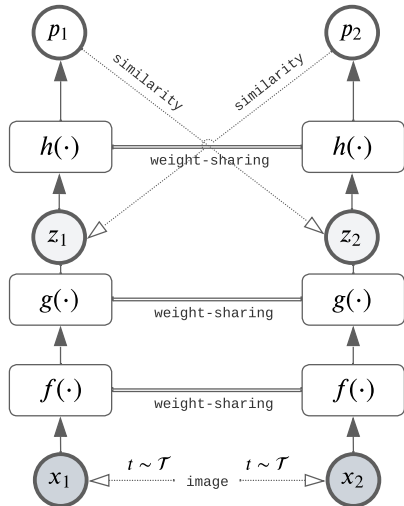 p₁ p₂
similarity similarity
h(·) h(·)
weight-sharing
z₁ z₂
g(·) g(·)
weight-sharing
f(·) f(·)
weight-sharing
t ~ 𝒯 t ~ 𝒯
x₁ image x₂